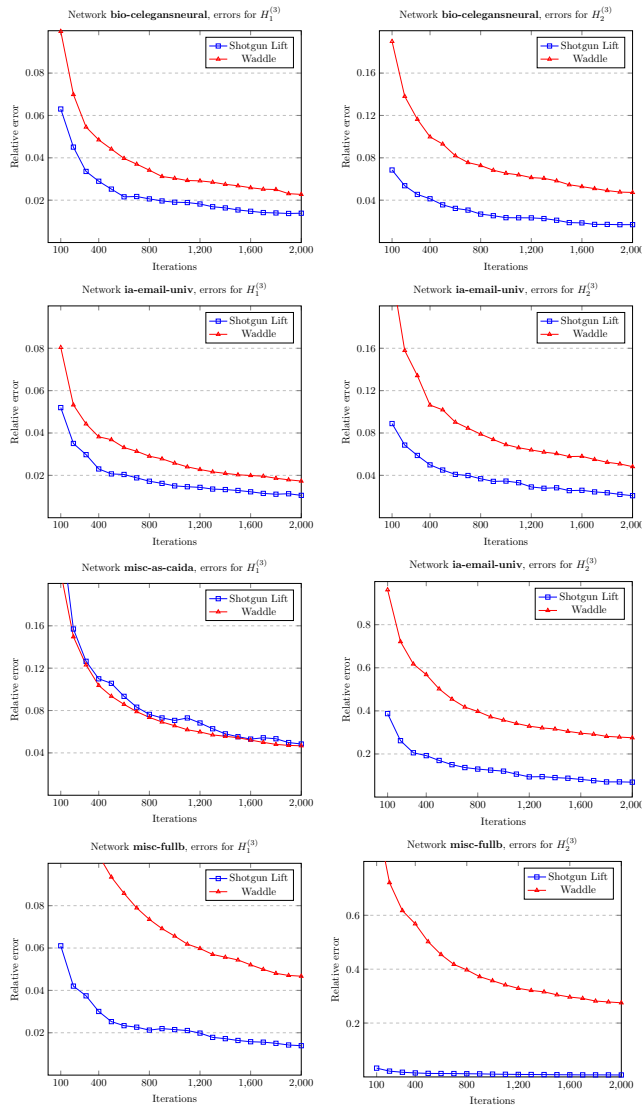 Network bio-celegansneural, errors for H₁⁽³⁾
Shotgun Lift
Waddle
Relative error
0.08
0.06
0.04
0.02
100 400 800 1,200 1,600 2,000
Iterations
Network bio-celegansneural, errors for H₂⁽³⁾
Shotgun Lift
Waddle
Relative error
0.16
0.12
0.08
0.04
100 400 800 1,200 1,600 2,000
Iterations
Network ia-email-univ, errors for H₁⁽³⁾
Shotgun Lift
Waddle
Relative error
0.08
0.06
0.04
0.02
100 400 800 1,200 1,600 2,000
Iterations
Network ia-email-univ, errors for H₂⁽³⁾
Shotgun Lift
Waddle
Relative error
0.16
0.12
0.08
0.04
100 400 800 1,200 1,600 2,000
Iterations
Network misc-as-caida, errors for H₁⁽³⁾
Shotgun Lift
Waddle
Relative error
0.16
0.12
0.08
0.04
100 400 800 1,200 1,600 2,000
Iterations
Network ia-email-univ, errors for H₂⁽³⁾
Shotgun Lift
Waddle
Relative error
0.8
0.6
0.4
0.2
100 400 800 1,200 1,600 2,000
Iterations
Network misc-fullb, errors for H₁⁽³⁾
Shotgun Lift
Waddle
Relative error
0.08
0.06
0.04
0.02
100 400 800 1,200 1,600 2,000
Iterations
Network misc-fullb, errors for H₂⁽³⁾
Shotgun Lift
Waddle
Relative error
0.6
0.4
0.2
100 400 800 1,200 1,600 2,000
Iterations